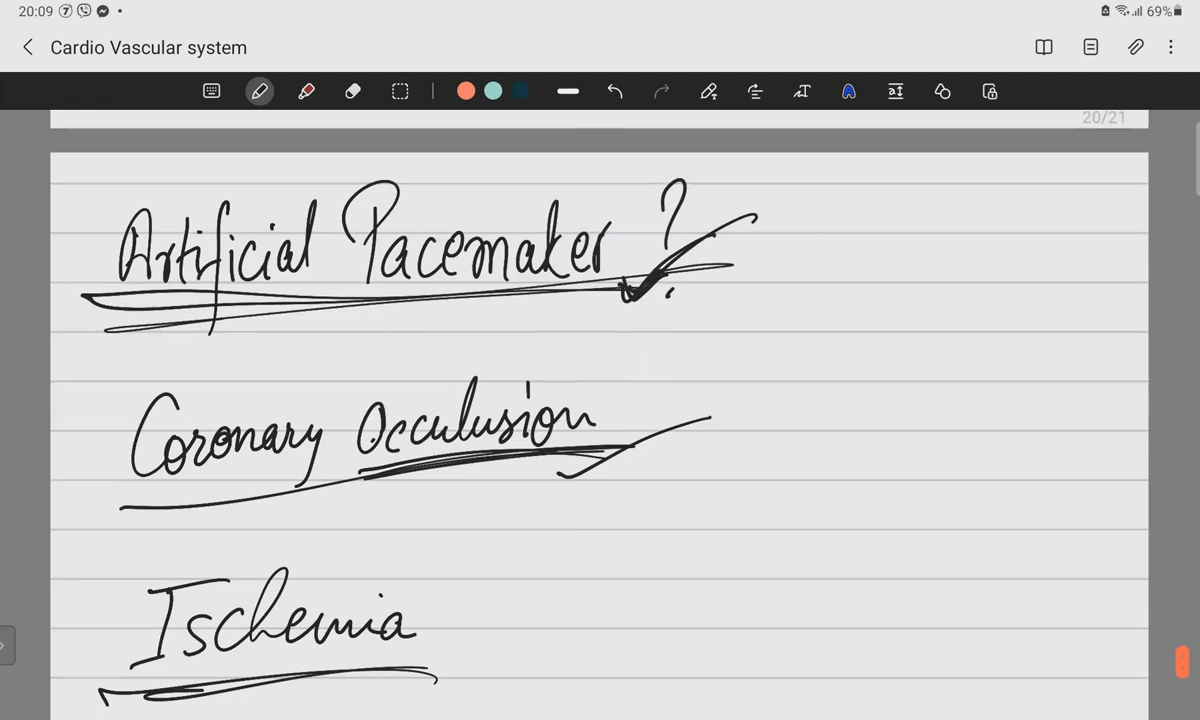 20:09 69%
Cardio Vascular system
20/21
Artificial Pacemaker ?
Coronary Occulusion
Ischemia